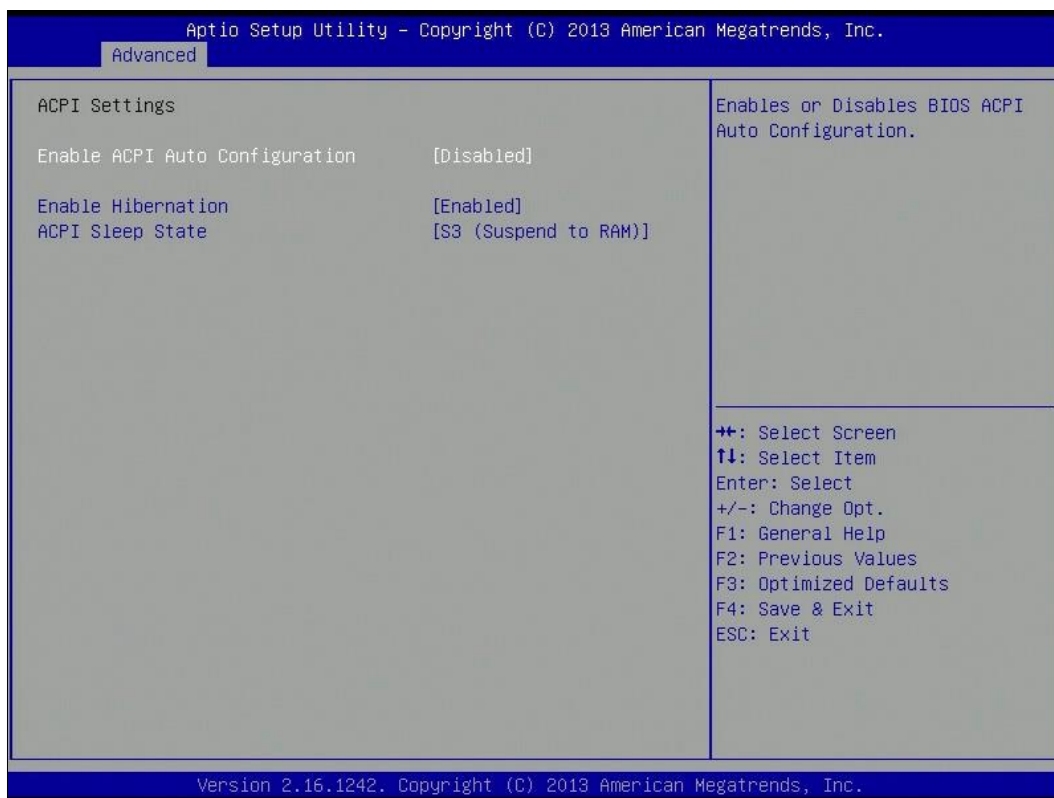 Aptio Setup Utility – Copyright (C) 2013 American Megatrends, Inc.
Advanced
ACPI Settings
Enable ACPI Auto Configuration [Disabled]
Enable Hibernation [Enabled]
ACPI Sleep State [S3 (Suspend to RAM)]
Enables or Disables BIOS ACPI
Auto Configuration.
→←: Select Screen
↑↓: Select Item
Enter: Select
+/-: Change Opt.
F1: General Help
F2: Previous Values
F3: Optimized Defaults
F4: Save & Exit
ESC: Exit
Version 2.16.1242. Copyright (C) 2013 American Megatrends, Inc.